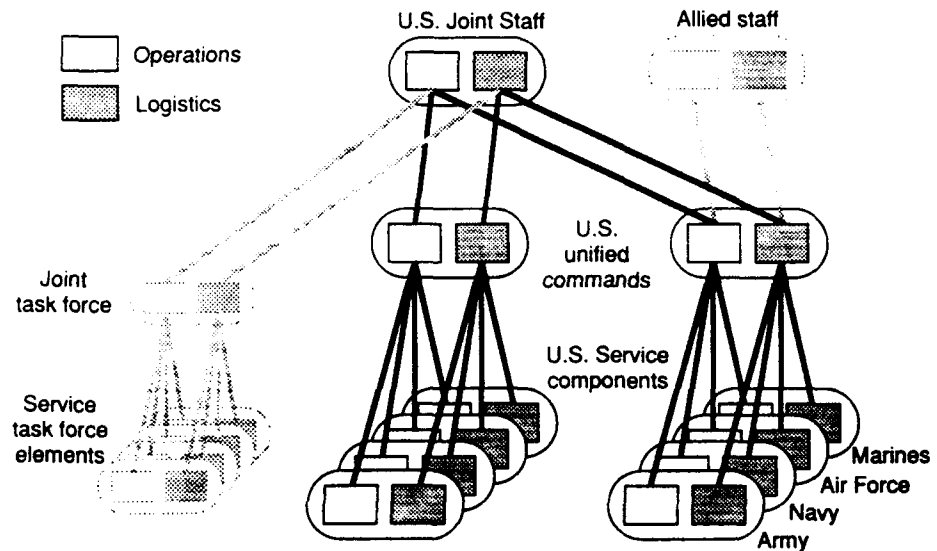 U.S. Joint Staff
Allied staff
Operations
Logistics
U.S.
unified
commands
Joint
task force
U.S. Service
components
Service
task force
elements
Marines
Air Force
Navy
Army